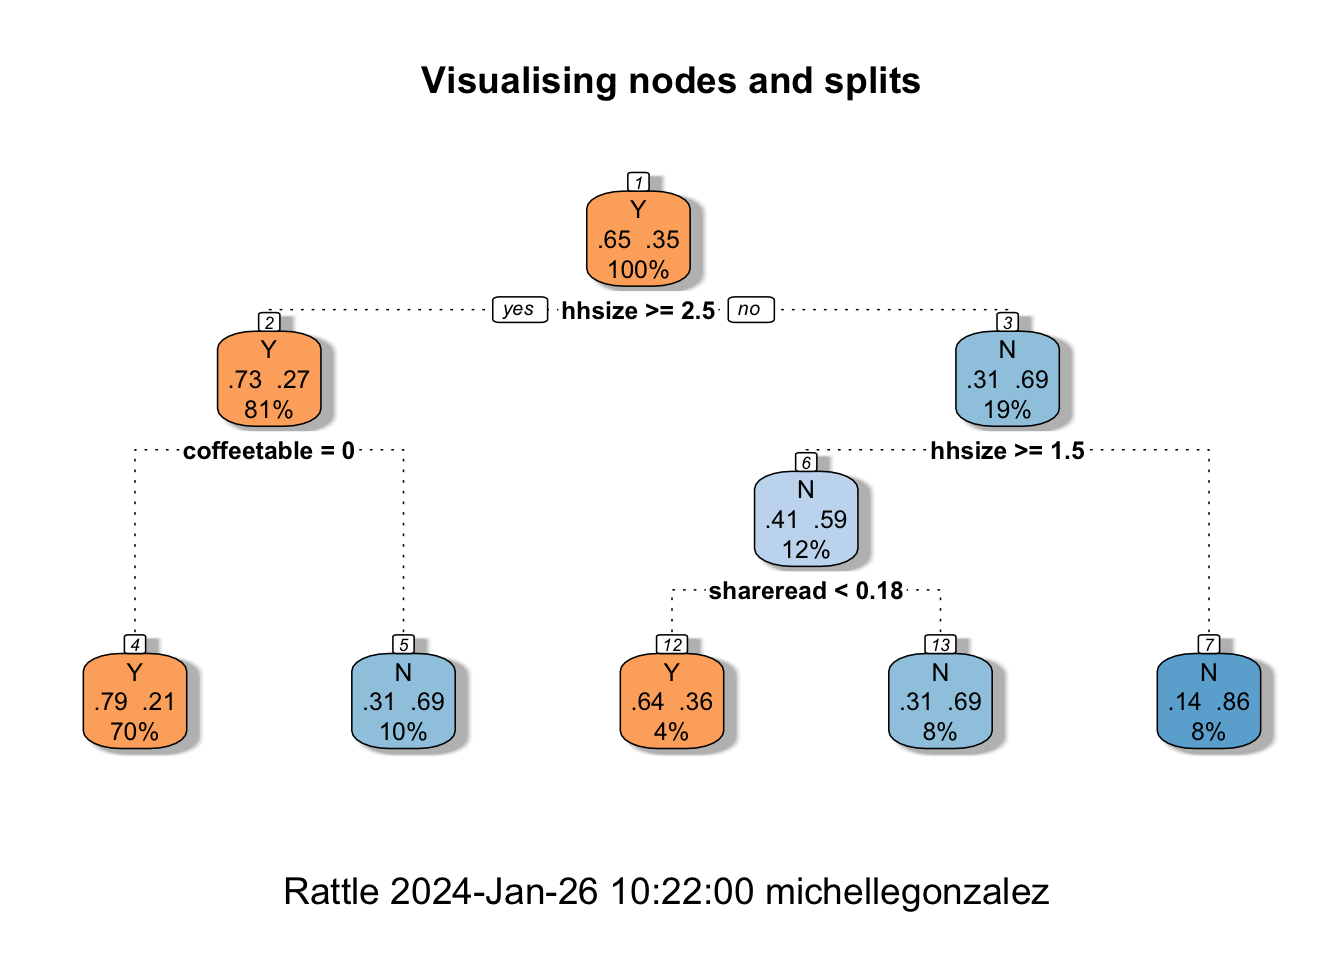 Visualising nodes and splits
1
Y
.65 .35
100%
yes hhsize >= 2.5 no
2
Y
.73 .27
81%
3
N
.31 .69
19%
coffeetable = 0
hhsize >= 1.5
6
N
.41 .59
12%
shareread < 0.18
4
Y
.79 .21
70%
5
N
.31 .69
10%
12
Y
.64 .36
4%
13
N
.31 .69
8%
7
N
.14 .86
8%
Rattle 2024-Jan-26 10:22:00 michellegonzalez